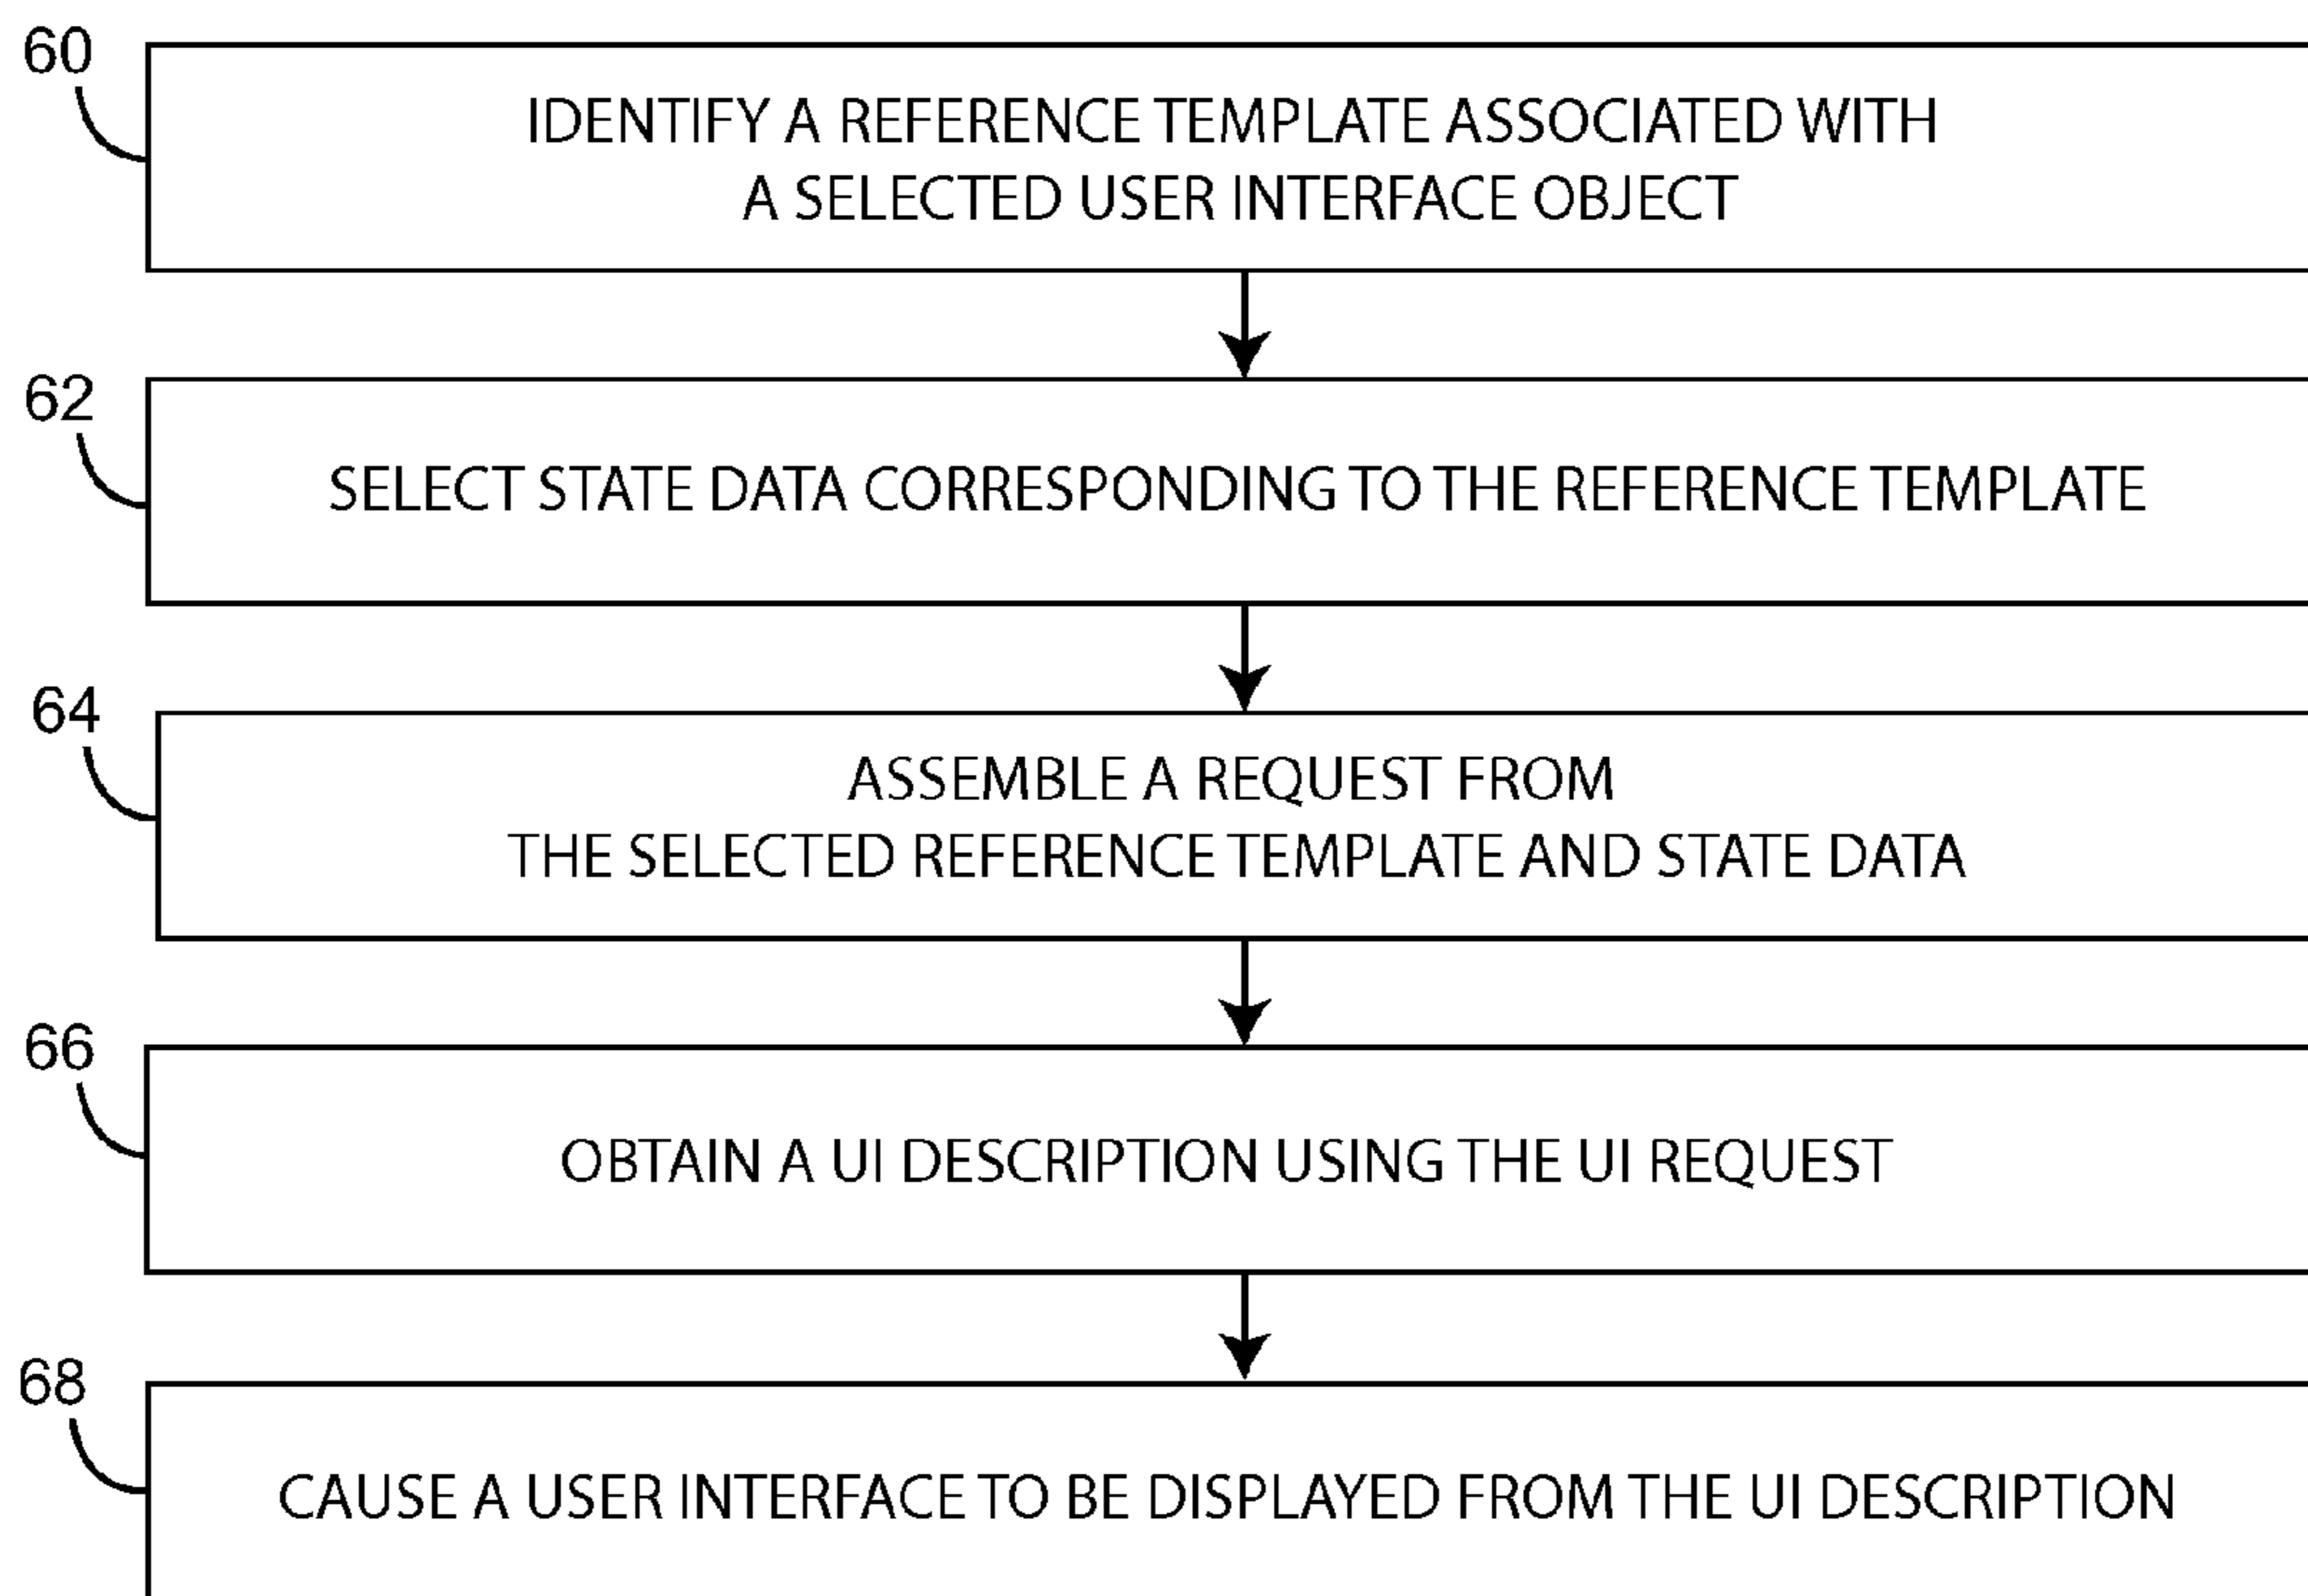 60
IDENTIFY A REFERENCE TEMPLATE ASSOCIATED WITH
A SELECTED USER INTERFACE OBJECT
62
SELECT STATE DATA CORRESPONDING TO THE REFERENCE TEMPLATE
64
ASSEMBLE A REQUEST FROM
THE SELECTED REFERENCE TEMPLATE AND STATE DATA
66
OBTAIN A UI DESCRIPTION USING THE UI REQUEST
68
CAUSE A USER INTERFACE TO BE DISPLAYED FROM THE UI DESCRIPTION